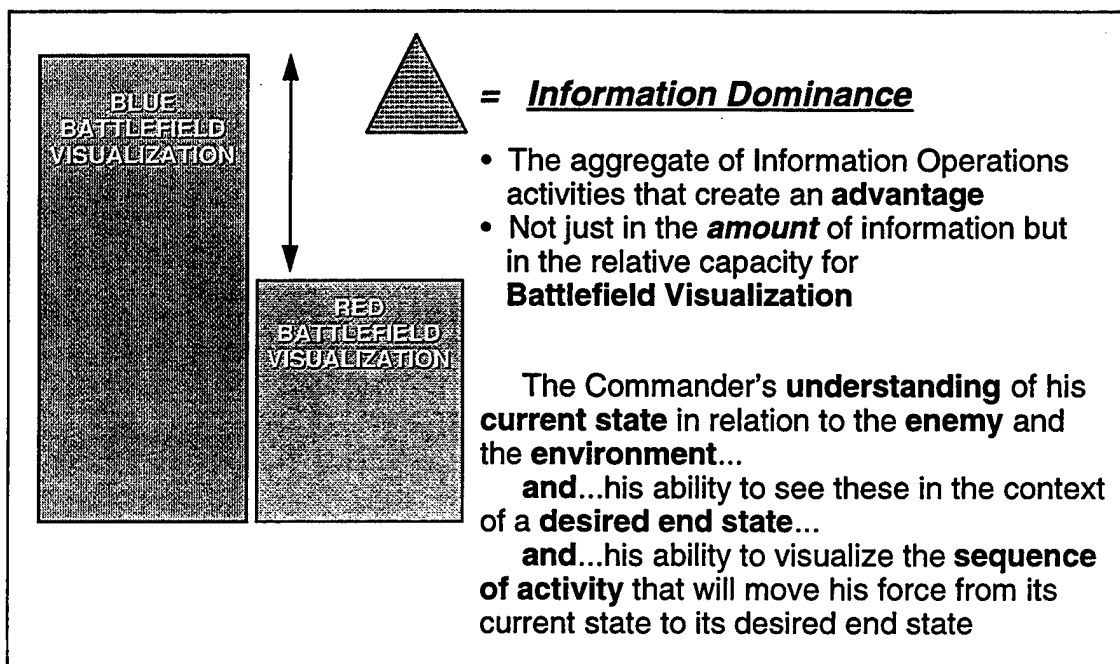 BLUE
BATTLEFIELD
VISUALIZATION
RED
BATTLEFIELD
VISUALIZATION
= Information Dominance
• The aggregate of Information Operations
activities that create an advantage
• Not just in the amount of information but
in the relative capacity for
Battlefield Visualization
The Commander's understanding of his
current state in relation to the enemy and
the environment...
and...his ability to see these in the context
of a desired end state...
and...his ability to visualize the sequence
of activity that will move his force from its
current state to its desired end state